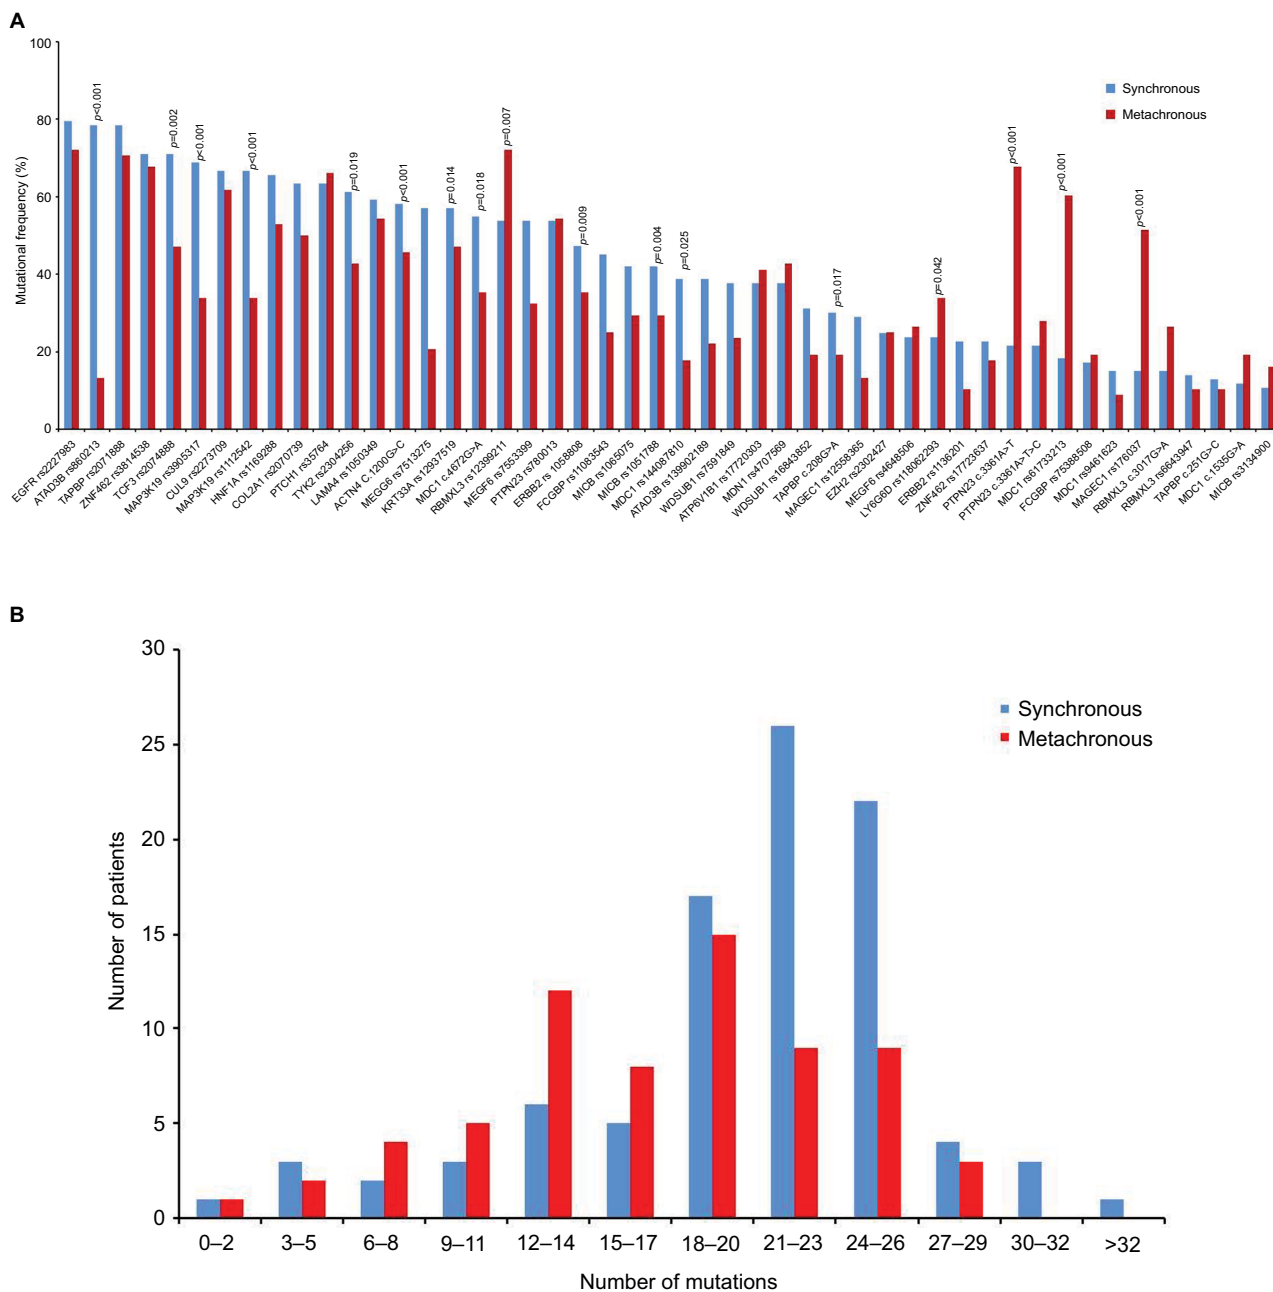 A
100
80
60
40
20
0
Mutational frequency (%)
Synchronous
Metachronous
p<0.001
p=0.002
p<0.001
p<0.001
p=0.019
p<0.001
p=0.014
p=0.018
p=0.007
p=0.009
p=0.004
p=0.025
p=0.017
p=0.042
p<0.001
p<0.001
p<0.001
EGFR rs2227983
ATAD3B rs8602213
TAPBP rs2071888
ZNF462 rs3814538
TCF3 rs2074888
MAP3K19 rs3905317
CUL9 rs2273709
MAP3K19 rs1112542
HNF1A rs1169288
COL2A1 rs2070739
PTCH1 rs35764
TYK2 rs2304256
LAMA4 rs1050349
ACTN4 c.1200G>C
MEGG6 rs7513275
KRT33A rs12937519
MDC1 c.4672G>A
RBMXL3 rs12399211
MEGF6 rs7553399
PTPN23 rs780013
ERBB2 rs1058808
FCGBP rs11083543
MICB rs1065075
MICB rs1051788
MDC1 rs144087810
ATAD3B rs139902189
WDSUB1 rs7591849
ATP6V1B1 rs17720303
MDN1 rs4707569
WDSUB1 rs16843852
TAPBP c.208G>A
MAGEC1 rs12558365
EZH2 rs2302427
MEGF6 rs4648506
LY6G6D rs1180622933
ERBB2 rs1136201
ZNF462 rs17723637
PTPN23 c.3361A>T
PTPN23 c.3361A>T>C
MDC1 rs61733213
FCGBP rs75388508
MDC1 rs9461623
MAGEC1 rs176037
RBMXL3 c.3017G>A
RBMXL3 rs6643947
TAPBP c.251G>C
MDC1 c.1535G>A
MICB rs3134900
B
30
25
20
15
10
5
0
Number of patients
Synchronous
Metachronous
0–2 3–5 6–8 9–11 12–14 15–17 18–20 21–23 24–26 27–29 30–32 >32
Number of mutations